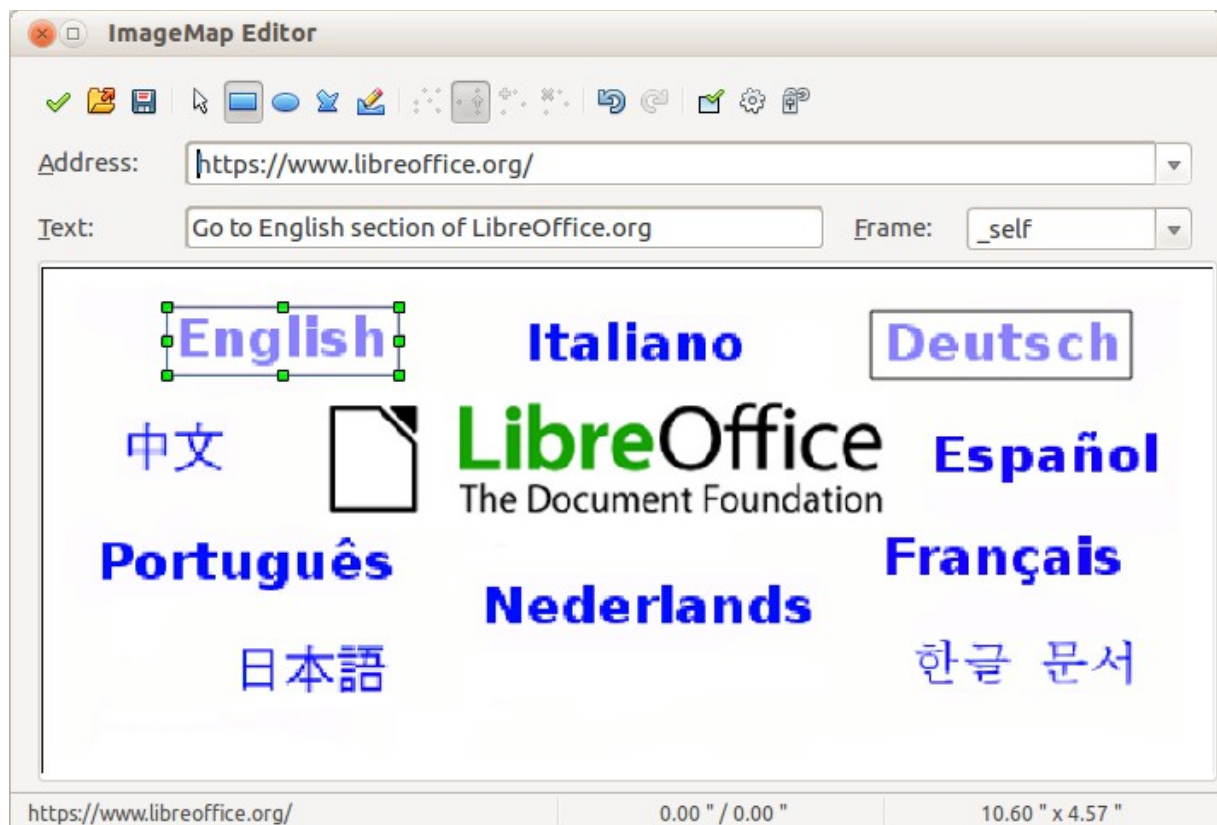 ImageMap Editor
Address: https://www.libreoffice.org/
Text: Go to English section of LibreOffice.org Frame: _self
English Italiano Deutsch
中文 LibreOffice Español
The Document Foundation
Português Français
Nederlands
日本語 한글 문서
https://www.libreoffice.org/ 0.00 " / 0.00 " 10.60 " x 4.57 "